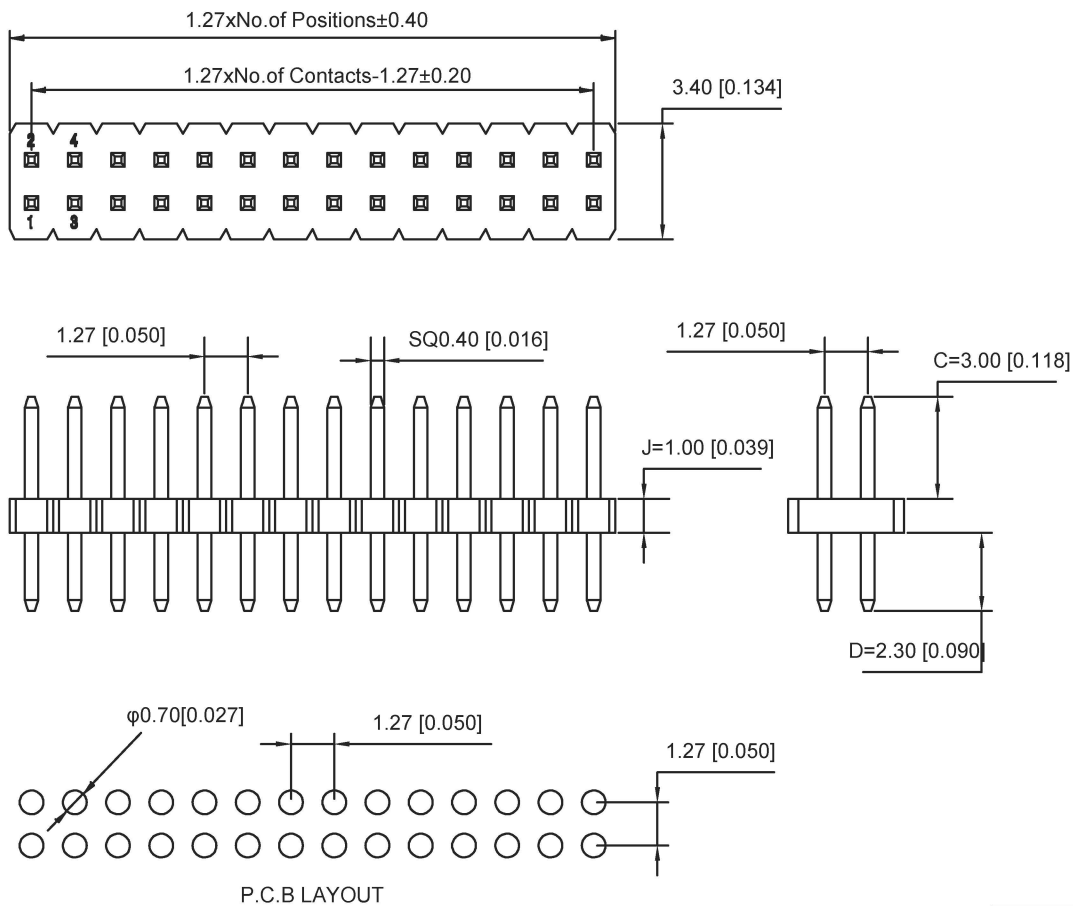 1.27xNo.of Positions±0.40
1.27xNo.of Contacts-1.27±0.20
3.40 [0.134]
2 4
1 3
1.27 [0.050]
SQ0.40 [0.016]
1.27 [0.050]
C=3.00 [0.118]
J=1.00 [0.039]
D=2.30 [0.090]
φ0.70[0.027]
1.27 [0.050]
1.27 [0.050]
P.C.B LAYOUT